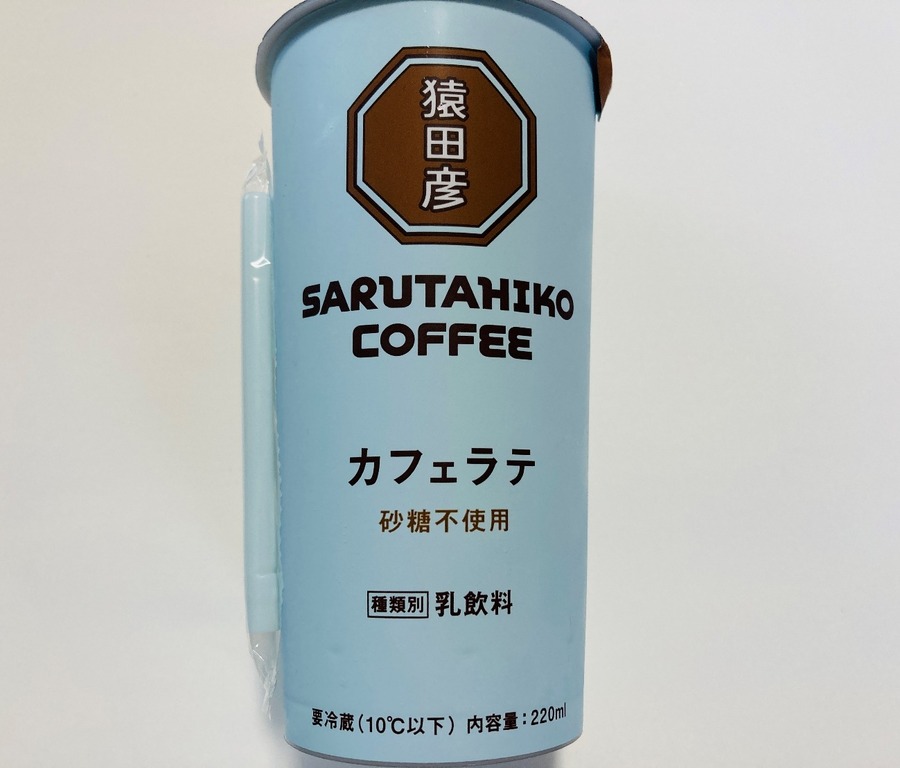 猿田彦
SARUTAHIKO
COFFEE
カフェラテ
砂糖不使用
種類別 乳飲料
要冷蔵(10℃以下) 内容量:220ml